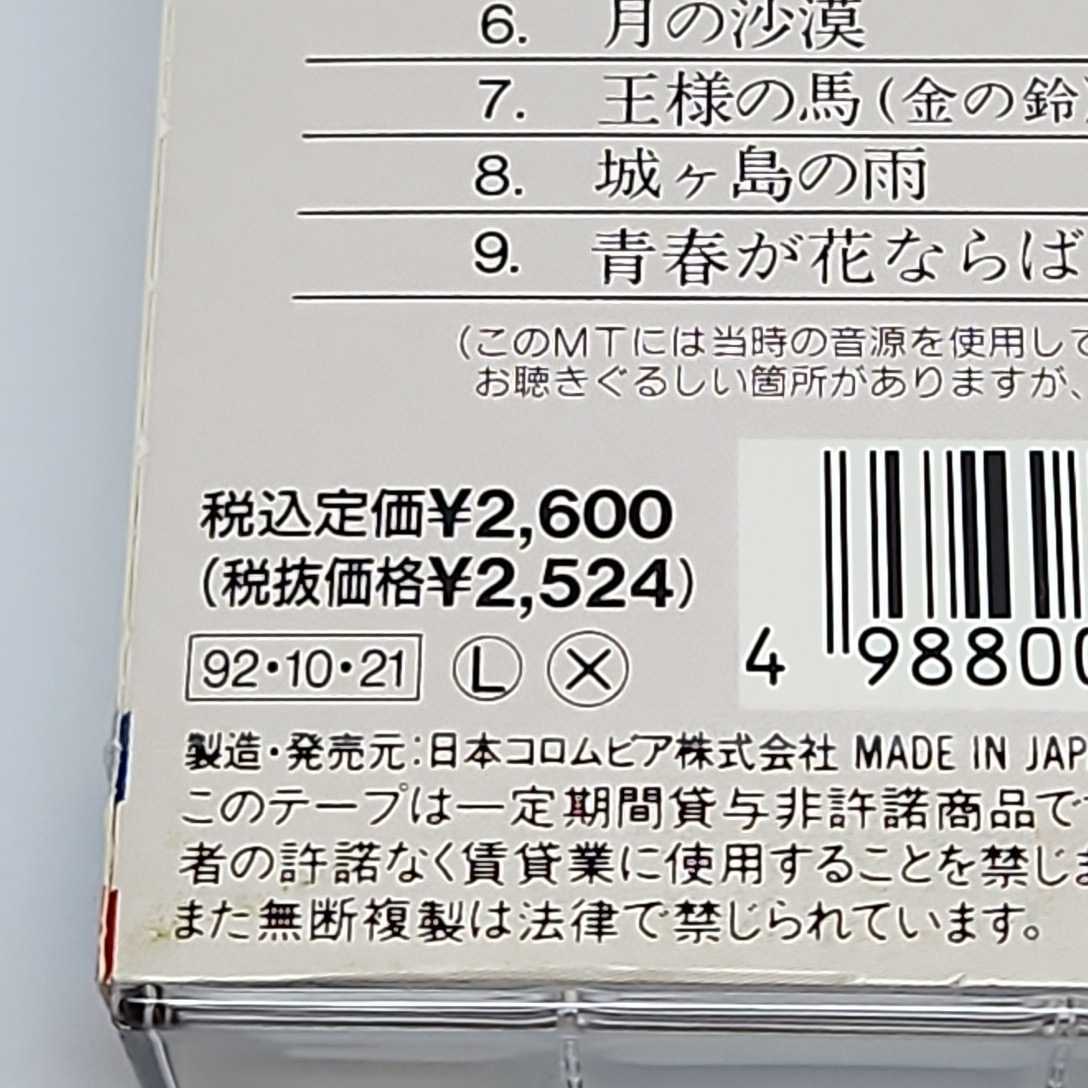 6. 月の沙漠
7. 王様の馬(金の鈴
8. 城ヶ島の雨
9. 青春が花ならば
(このMTには当時の音源を使用して
お聴きぐるしい箇所がありますが、
税込定価¥2,600
(税抜価格¥2,524)
92・10・21 Ⓛ Ⓧ
4 98800
製造・発売元:日本コロムビア株式会社 MADE IN JAP
このテープは一定期間貸与非許諾商品で
者の許諾なく賃貸業に使用することを禁じま
また無断複製は法律で禁じられています。